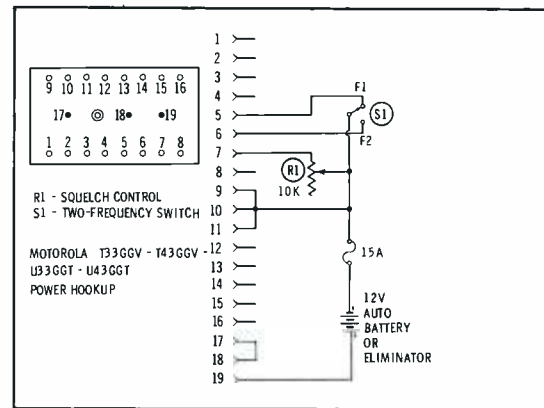 9 10 11 12 13 14 15 16
17 18 19
1 2 3 4 5 6 7 8
R1 - SQUELCH CONTROL
S1 - TWO-FREQUENCY SWITCH
MOTOROLA T33GGV - T43GGV -
U33GGT - U43GGT
POWER HOOKUP
1
2
3
4
5
6
7
8
9
10
11
12
13
14
15
16
17
18
19
F1
S1
F2
R1
10K
15A
12V
AUTO
BATTERY
OR
ELIMINATOR